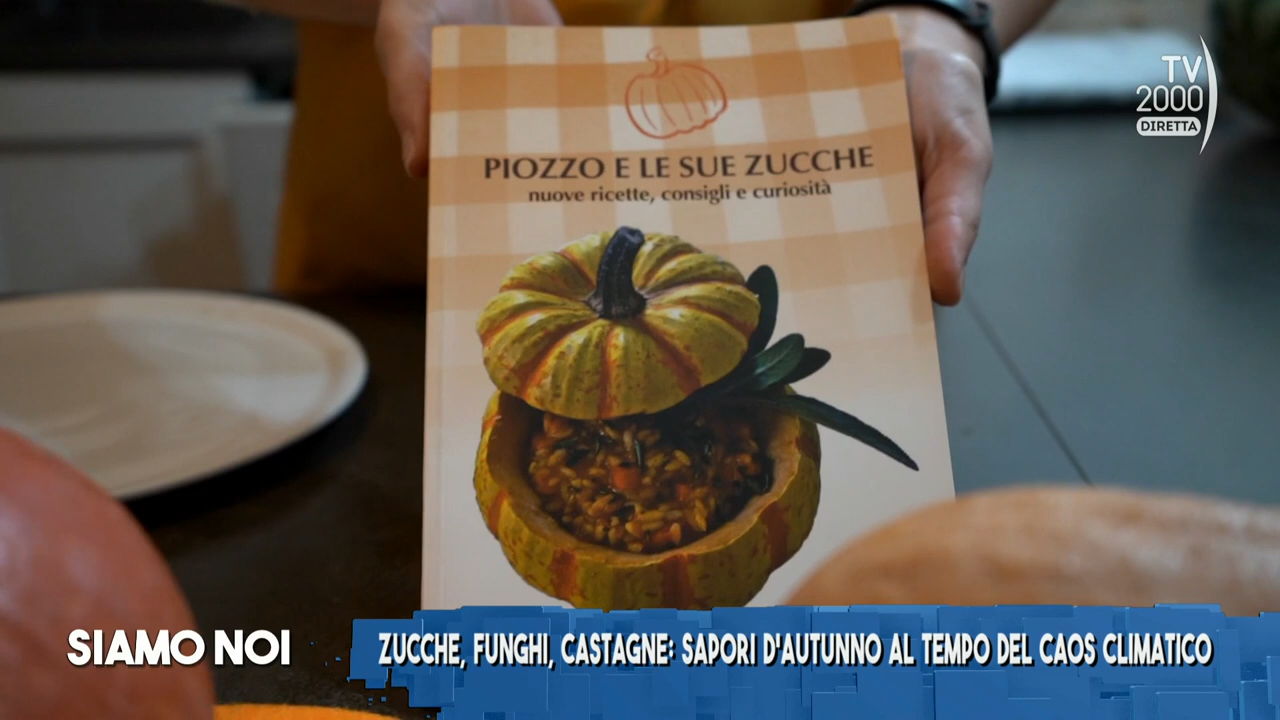 TV
2000
DIRETTA
PIOZZO E LE SUE ZUCCHE
nuove ricette, consigli e curiosità
SIAMO NOI
ZUCCHE, FUNGHI, CASTAGNE: SAPORI D'AUTUNNO AL TEMPO DEL CAOS CLIMATICO